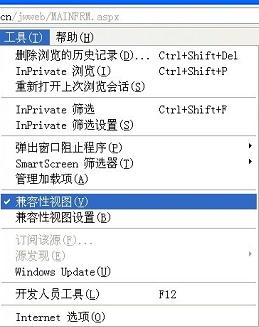 cn/jwweb/MAINFRM.aspx
工具(T) 帮助(H)
删除浏览的历史记录(D)... Ctrl+Shift+Del
InPrivate 浏览(I) Ctrl+Shift+P
重新打开上次浏览会话(S)
InPrivate 筛选 Ctrl+Shift+F
InPrivate 筛选设置(S)
弹出窗口阻止程序(P)
SmartScreen 筛选器(T)
管理加载项(A)
兼容性视图(V)
兼容性视图设置(B)
订阅该源(F)...
源发现(E)
Windows Update(U)
开发人员工具(L) F12
Internet 选项(O)